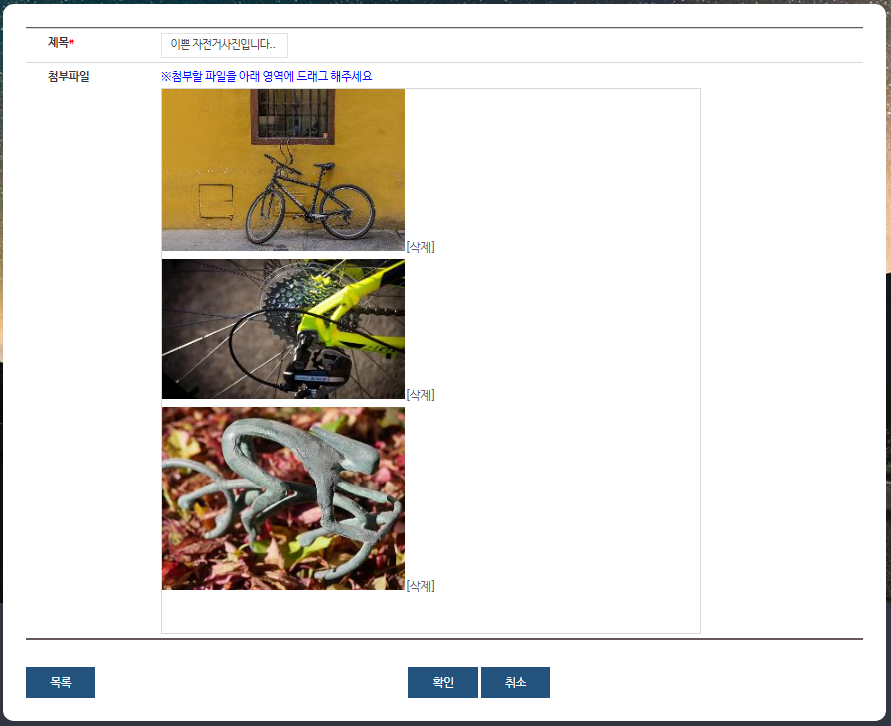 제목*
이쁜 자전거사진입니다..
첨부파일
※첨부할 파일을 아래 영역에 드래그 해주세요
[삭제]
[삭제]
[삭제]
목록
확인
취소